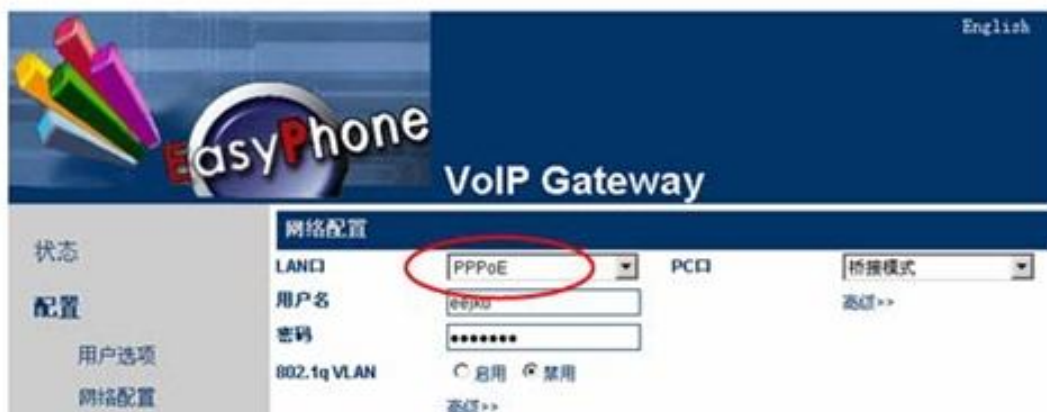 English
EasyPhone
VoIP Gateway
状态
配置
用户选项
网络配置
网络配置
LAN口 PPPoE PC口 桥接模式
用户名 eejku 高级>>
密码 •••••••
802.1q VLAN 启用 禁用
高级>>